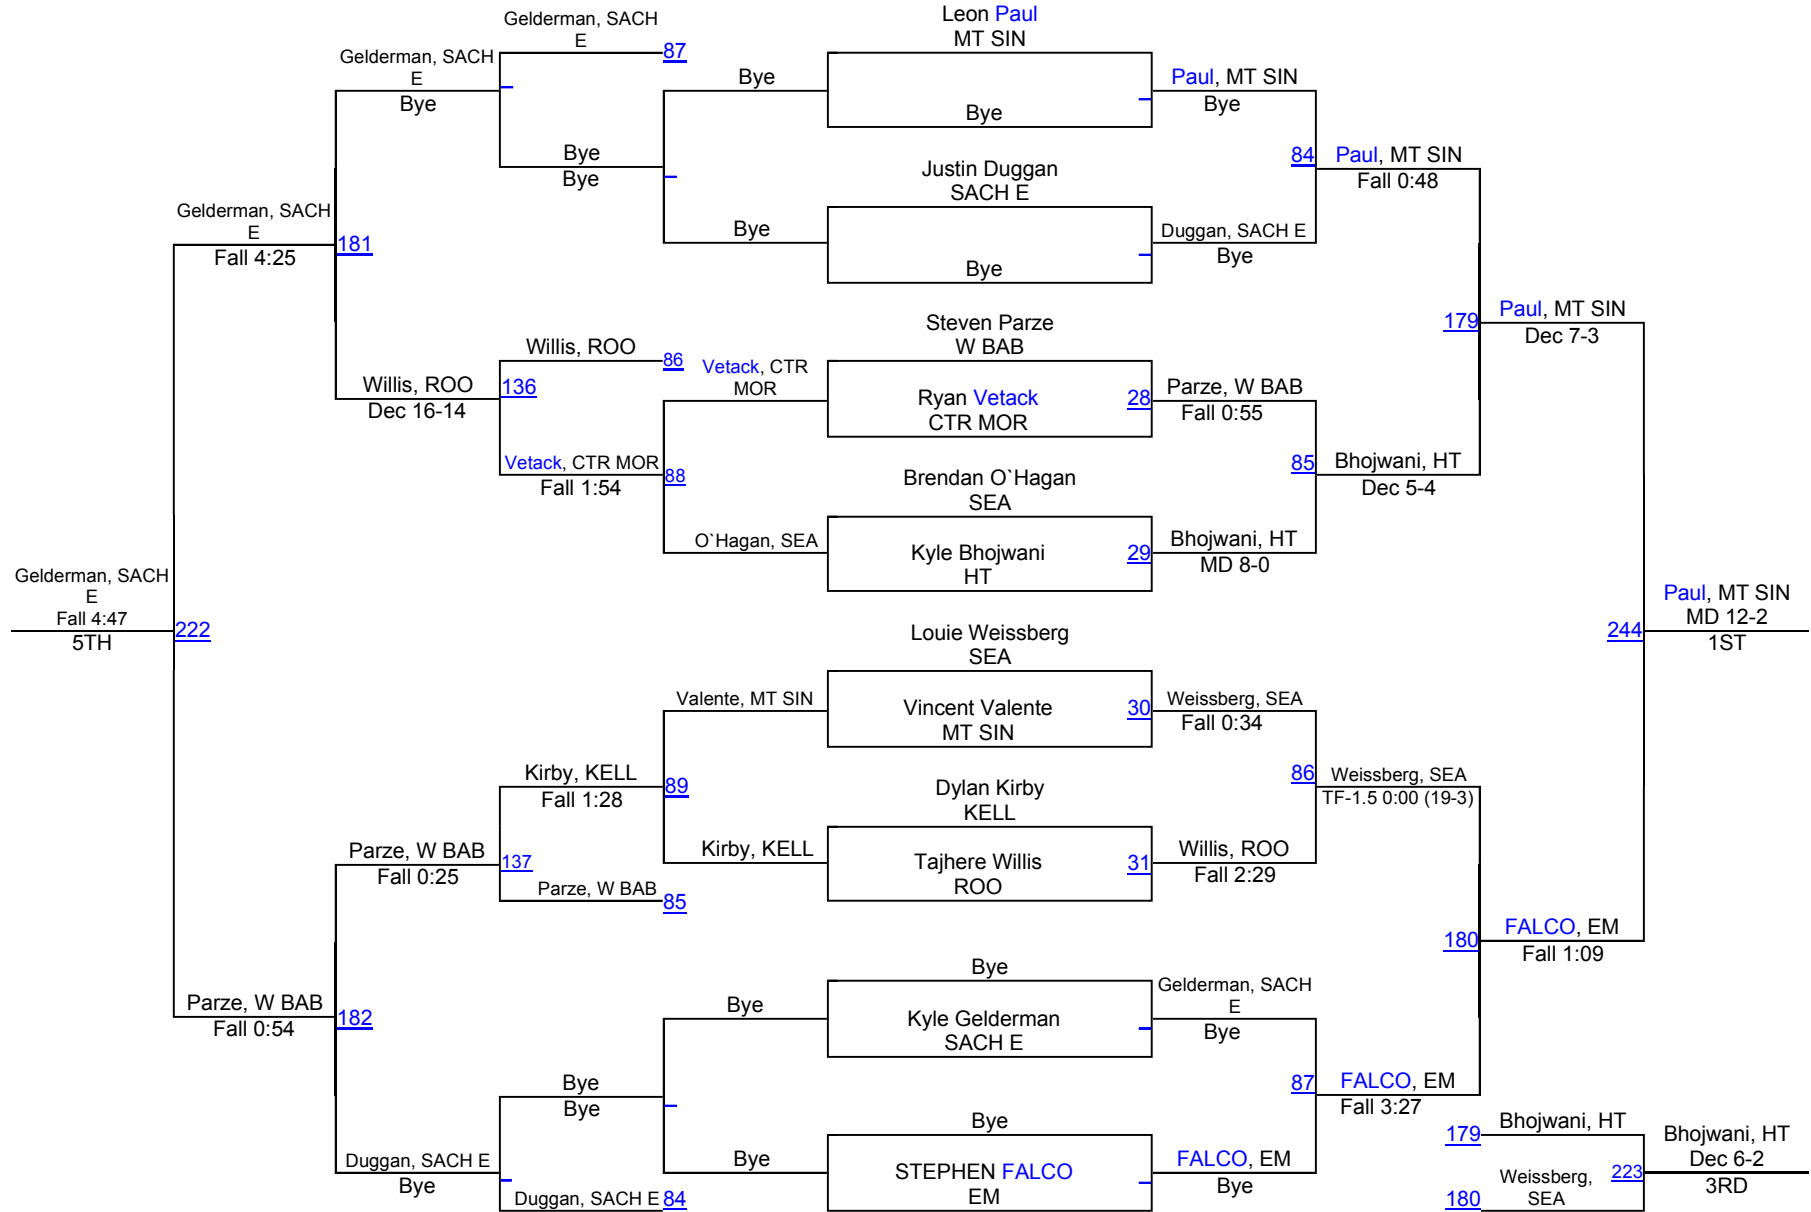 Leon Paul
MT SIN
Bye
Justin Duggan
SACH E
Bye
Steven Parze
W BAB
Ryan Vetack
CTR MOR
28
Brendan O`Hagan
SEA
Kyle Bhojwani
HT
29
Louie Weissberg
SEA
Vincent Valente
MT SIN
30
Dylan Kirby
KELL
Tajhere Willis
ROO
31
Bye
Kyle Gelderman
SACH E
Bye
STEPHEN FALCO
EM
Paul, MT SIN
Bye
Duggan, SACH E
Bye
Parze, W BAB
Fall 0:55
Bhojwani, HT
MD 8-0
Weissberg, SEA
Fall 0:34
Willis, ROO
Fall 2:29
Gelderman, SACH
E
Bye
FALCO, EM
Bye
84
Paul, MT SIN
Fall 0:48
85
Bhojwani, HT
Dec 5-4
86
Weissberg, SEA
TF-1.5 0:00 (19-3)
87
FALCO, EM
Fall 3:27
179
Paul, MT SIN
Dec 7-3
180
FALCO, EM
Fall 1:09
244
Paul, MT SIN
MD 12-2
1ST
179
Bhojwani, HT
180
Weissberg,
SEA
223
Bhojwani, HT
Dec 6-2
3RD
Bye
Bye
Vetack, CTR
MOR
O`Hagan, SEA
Valente, MT SIN
Kirby, KELL
Bye
Bye
Gelderman, SACH
E
87
Bye
Bye
Willis, ROO
86
Vetack, CTR MOR
Fall 1:54
88
Kirby, KELL
Fall 1:28
89
Parze, W BAB
85
Bye
Bye
Duggan, SACH E
84
Gelderman, SACH
E
Bye
Willis, ROO
Dec 16-14
136
Parze, W BAB
Fall 0:25
137
Duggan, SACH E
Bye
Gelderman, SACH
E
Fall 4:25
181
Parze, W BAB
Fall 0:54
182
Gelderman, SACH
E
Fall 4:47
5TH
222